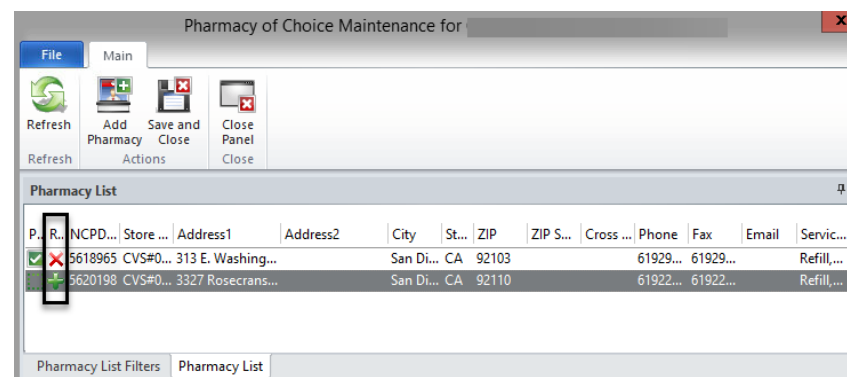 Pharmacy of Choice Maintenance for
File Main
Refresh Add Pharmacy Save and Close Close Panel
Refresh Actions Close
Pharmacy List
P.. R.. NCPD... Store ... Address1 Address2 City St... ZIP ZIP S... Cross ... Phone Fax Email Servic...
5618965 CVS#0... 313 E. Washing... San Di... CA 92103 61929... 61929... Refill,...
5620198 CVS#0... 3327 Rosecrans... San Di... CA 92110 61922... 61922... Refill,...
Pharmacy List Filters Pharmacy List